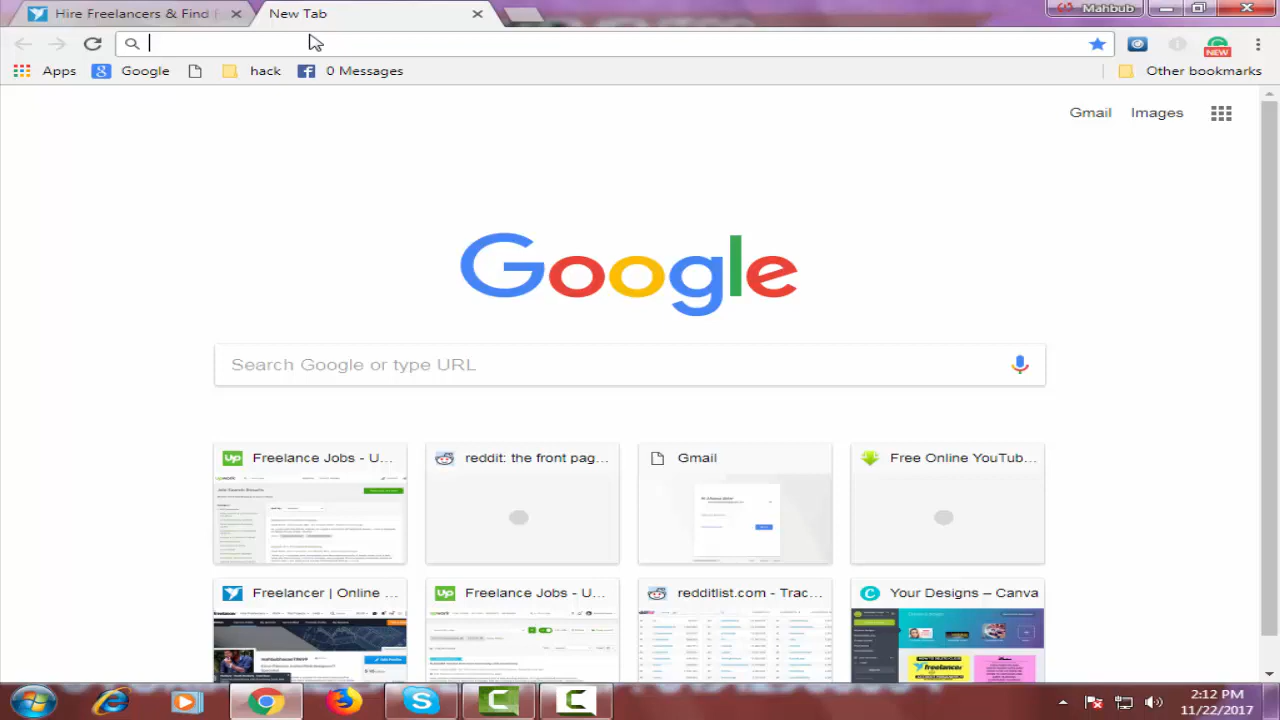 Hire Freelancers & Find f
New Tab
Mahbub
Apps
Google
hack
0 Messages
NEW
Other bookmarks
Gmail
Images
Google
Search Google or type URL
Freelance Jobs - U...
reddit: the front pag...
Gmail
Free Online YouTub...
Freelancer | Online ...
Freelance Jobs - U...
redditlist.com - Trac...
Your Designs – Canva
2:12 PM
11/22/2017